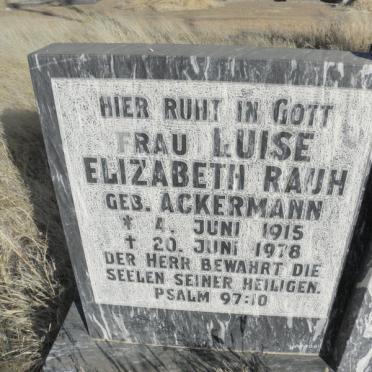 HIER RUHT IN GOTT
FRAU LUISE
ELIZABETH RAUH
GEB. ACKERMANN
* 4. JUNI 1915
† 20. JUNI 1978
DER HERR BEWAHRT DIE
SEELEN SEINER HEILIGEN.
PSALM 97:10